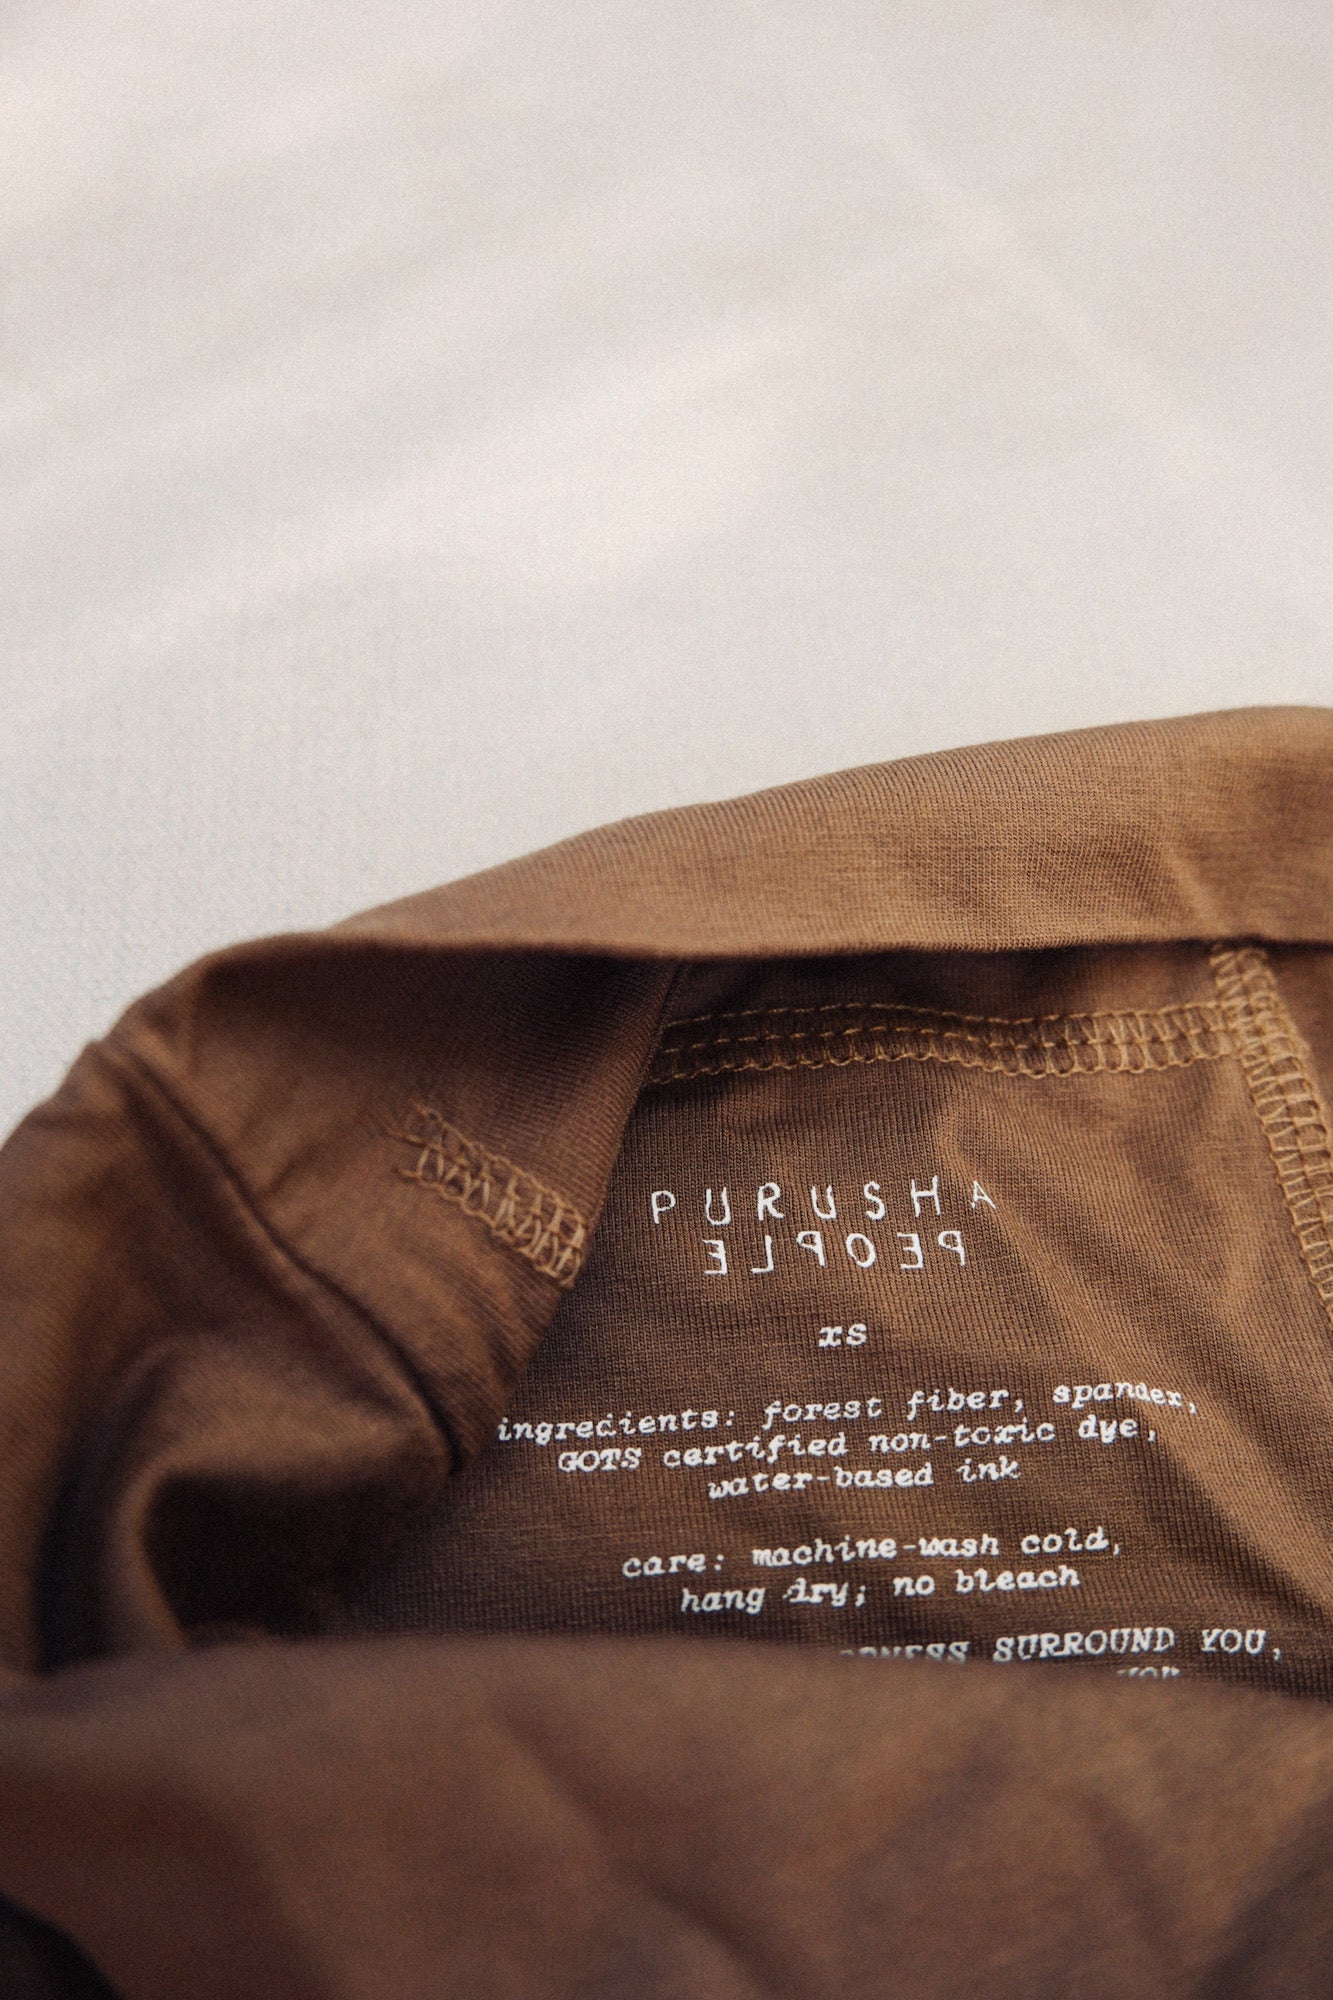 PURUSHA
PEOPLE
xs
ingredients: forest fiber, spandex,
GOTS certified non-toxic dye,
water-based ink
care: machine-wash cold,
hang dry; no bleach
SURROUND YOU,
YOU